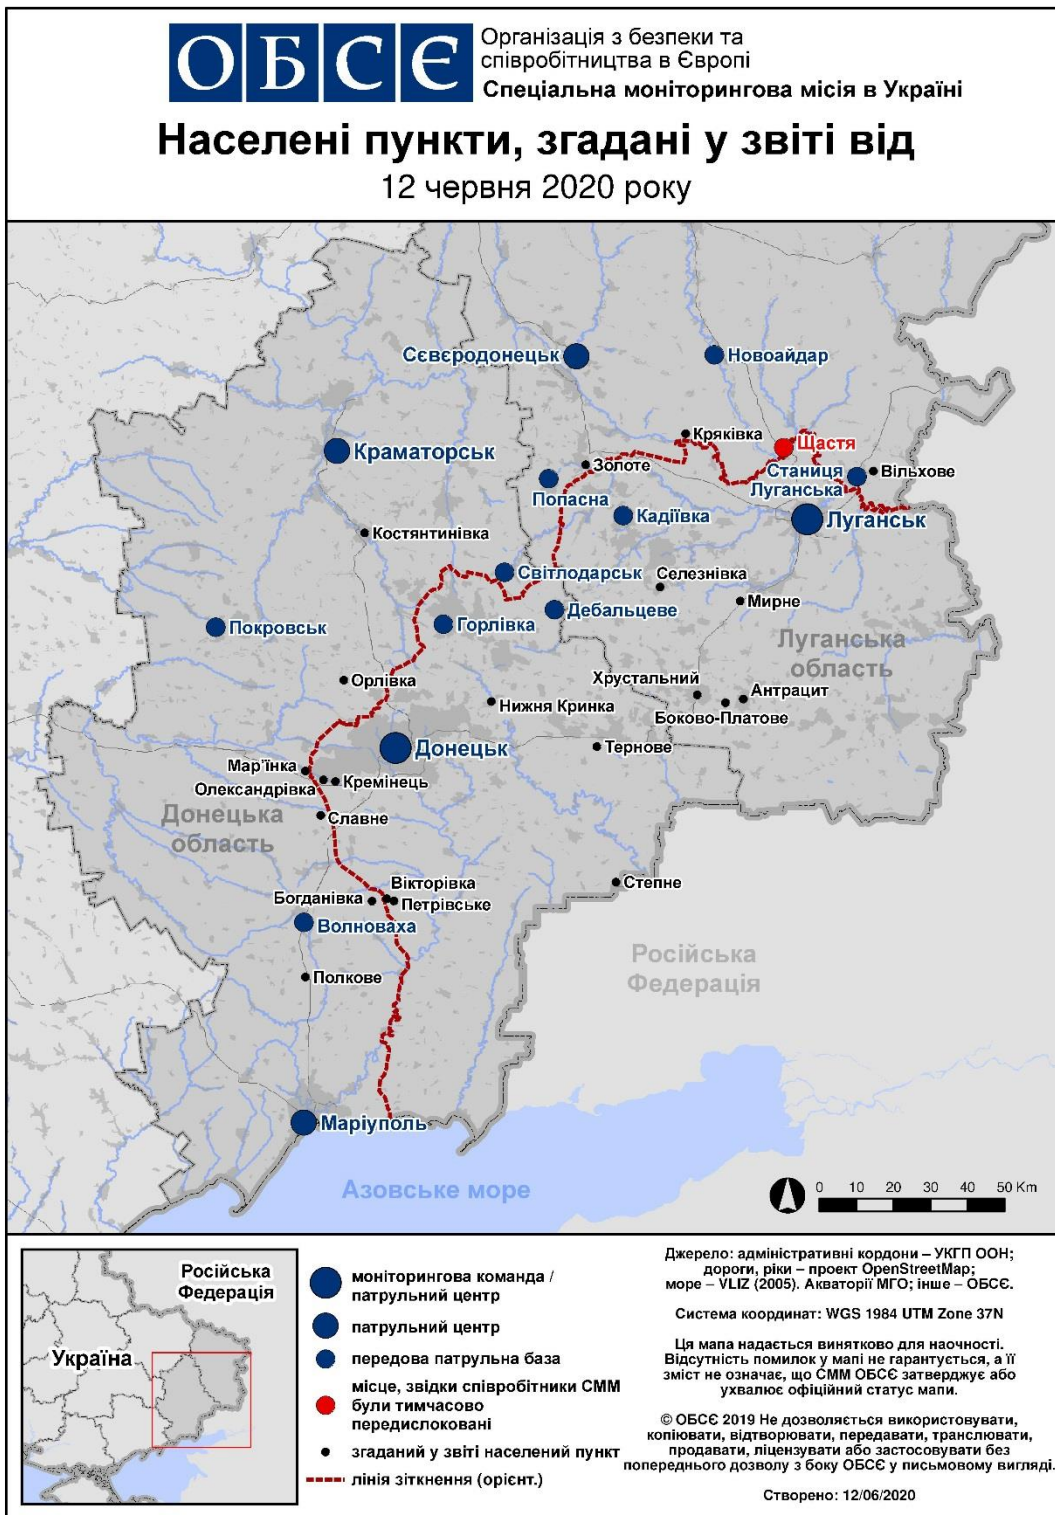 ОБСЄ
Організація з безпеки та
співробітництва в Європі
Спеціальна моніторингова місія в Україні
Населені пункти, згадані у звіті від
12 червня 2020 року
Сєвєродонецьк
Новоайдар
Кряківка
Щастя
Краматорськ
Золоте
Станиця
Луганська
Вільхове
Попасна
Кадіївка
Луганськ
Костянтинівка
Світлодарськ
Селезнівка
Дебальцеве
Мирне
Покровськ
Горлівка
Луганська
область
Орлівка
Хрустальний
Антрацит
Нижня Кринка
Боково-Платове
Донецьк
Тернове
Мар'їнка
Олександрівка
Кремінець
Донецька
область
Славне
Вікторівка
Богданівка
Петрівське
Степне
Волноваха
Російська
Федерація
Полкове
Маріуполь
Азовське море
0 10 20 30 40 50 Km
Російська
Федерація
Україна
моніторингова команда /
патрульний центр
патрульний центр
передова патрульна база
місце, звідки співробітники СММ
були тимчасово
передислоковані
згаданий у звіті населений пункт
лінія зіткнення (орієнт.)
Джерело: адміністративні кордони – УКГП ООН;
дороги, ріки – проект OpenStreetMap;
море – VLIZ (2005). Акваторії МГО; інше – ОБСЄ.
Система координат: WGS 1984 UTM Zone 37N
Ця мапа надається винятково для наочності.
Відсутність помилок у мапі не гарантується, а її
зміст не означає, що СММ ОБСЄ затверджує або
ухвалює офіційний статус мапи.
© ОБСЄ 2019 Не дозволяється використовувати,
копіювати, відтворювати, передавати, транслювати,
продавати, ліцензувати або застосовувати без
попереднього дозволу з боку ОБСЄ у письмовому вигляді.
Створено: 12/06/2020